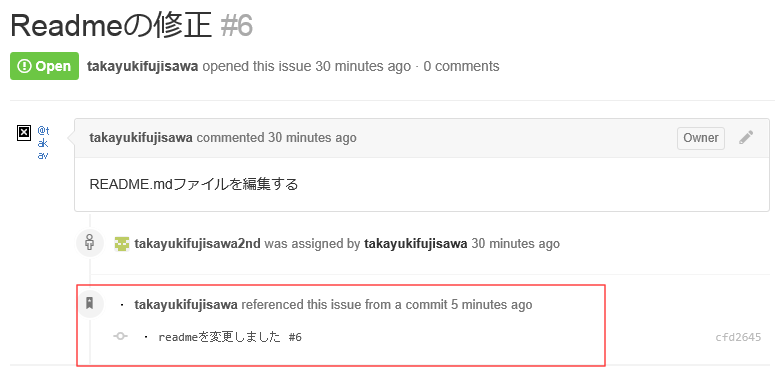 Readmeの修正 #6
Open takayukifujisawa opened this issue 30 minutes ago · 0 comments
@t
ak
av
takayukifujisawa commented 30 minutes ago Owner
README.mdファイルを編集する
takayukifujisawa2nd was assigned by takayukifujisawa 30 minutes ago
takayukifujisawa referenced this issue from a commit 5 minutes ago
readmeを変更しました #6 cfd2645